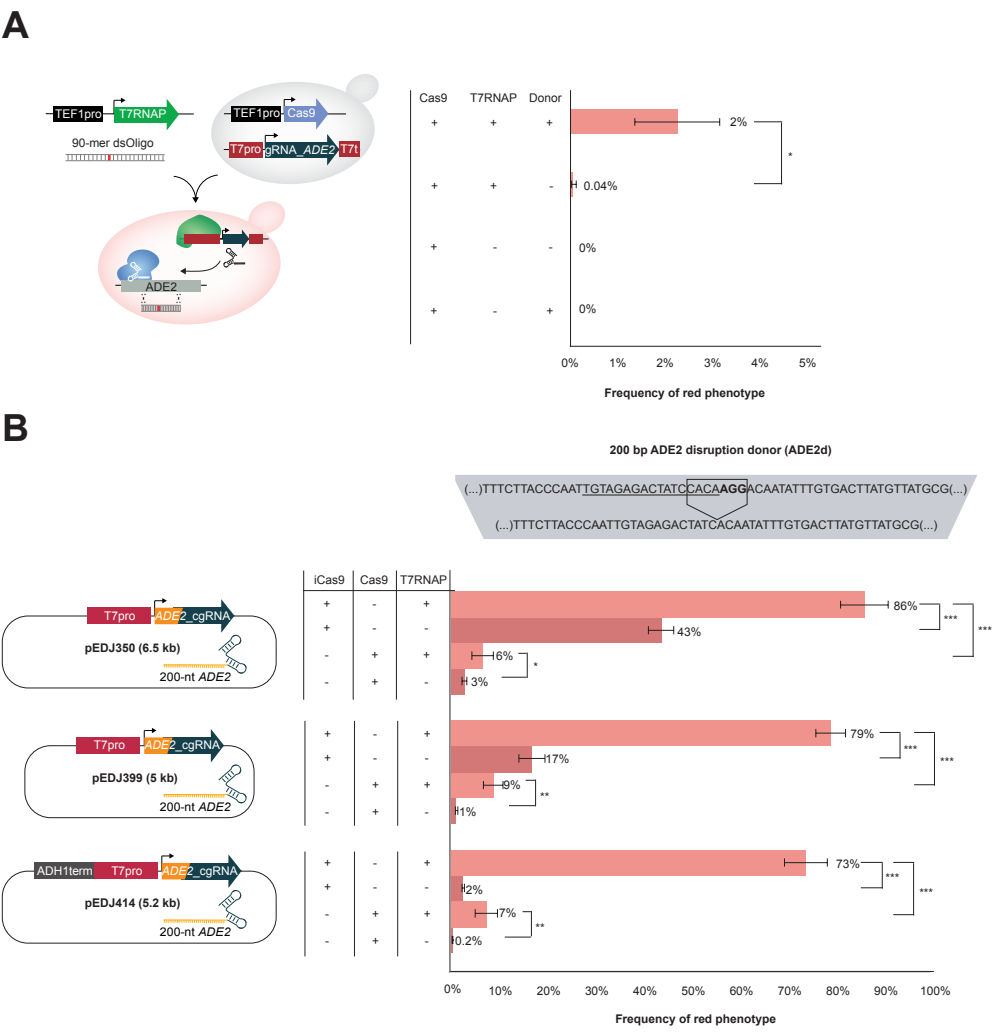 A
TEF1pro T7RNAP
90-mer dsOligo
TEF1pro Cas9
T7pro gRNA_ADE2 T7t
ADE2
Cas9 T7RNAP Donor
+ + + 2%
*
+ + - 0.04%
+ - - 0%
+ - + 0%
0% 1% 2% 3% 4% 5%
Frequency of red phenotype
B
200 bp ADE2 disruption donor (ADE2d)
(...)TTTCTTACCCAATTGTAGAGACTATCCACAAGGACAATATTTGTGACTTATGTTATGCG(...)
(...)TTTCTTACCCAATTGTAGAGACTATCACAATATTTGTGACTTATGTTATGCG(...)
iCas9 Cas9 T7RNAP
T7pro ADE2_cgRNA
pEDJ350 (6.5 kb)
200-nt ADE2
+ - + 86%
+ - - 43%
- + + 6%
- + - 3%
*** *** *
T7pro ADE2_cgRNA
pEDJ399 (5 kb)
200-nt ADE2
+ - + 79%
+ - - 17%
- + + 9%
- + - 1%
*** *** **
ADH1term T7pro ADE2_cgRNA
pEDJ414 (5.2 kb)
200-nt ADE2
+ - + 73%
+ - - 2%
- + + 7%
- + - 0.2%
*** *** **
0% 10% 20% 30% 40% 50% 60% 70% 80% 90% 100%
Frequency of red phenotype